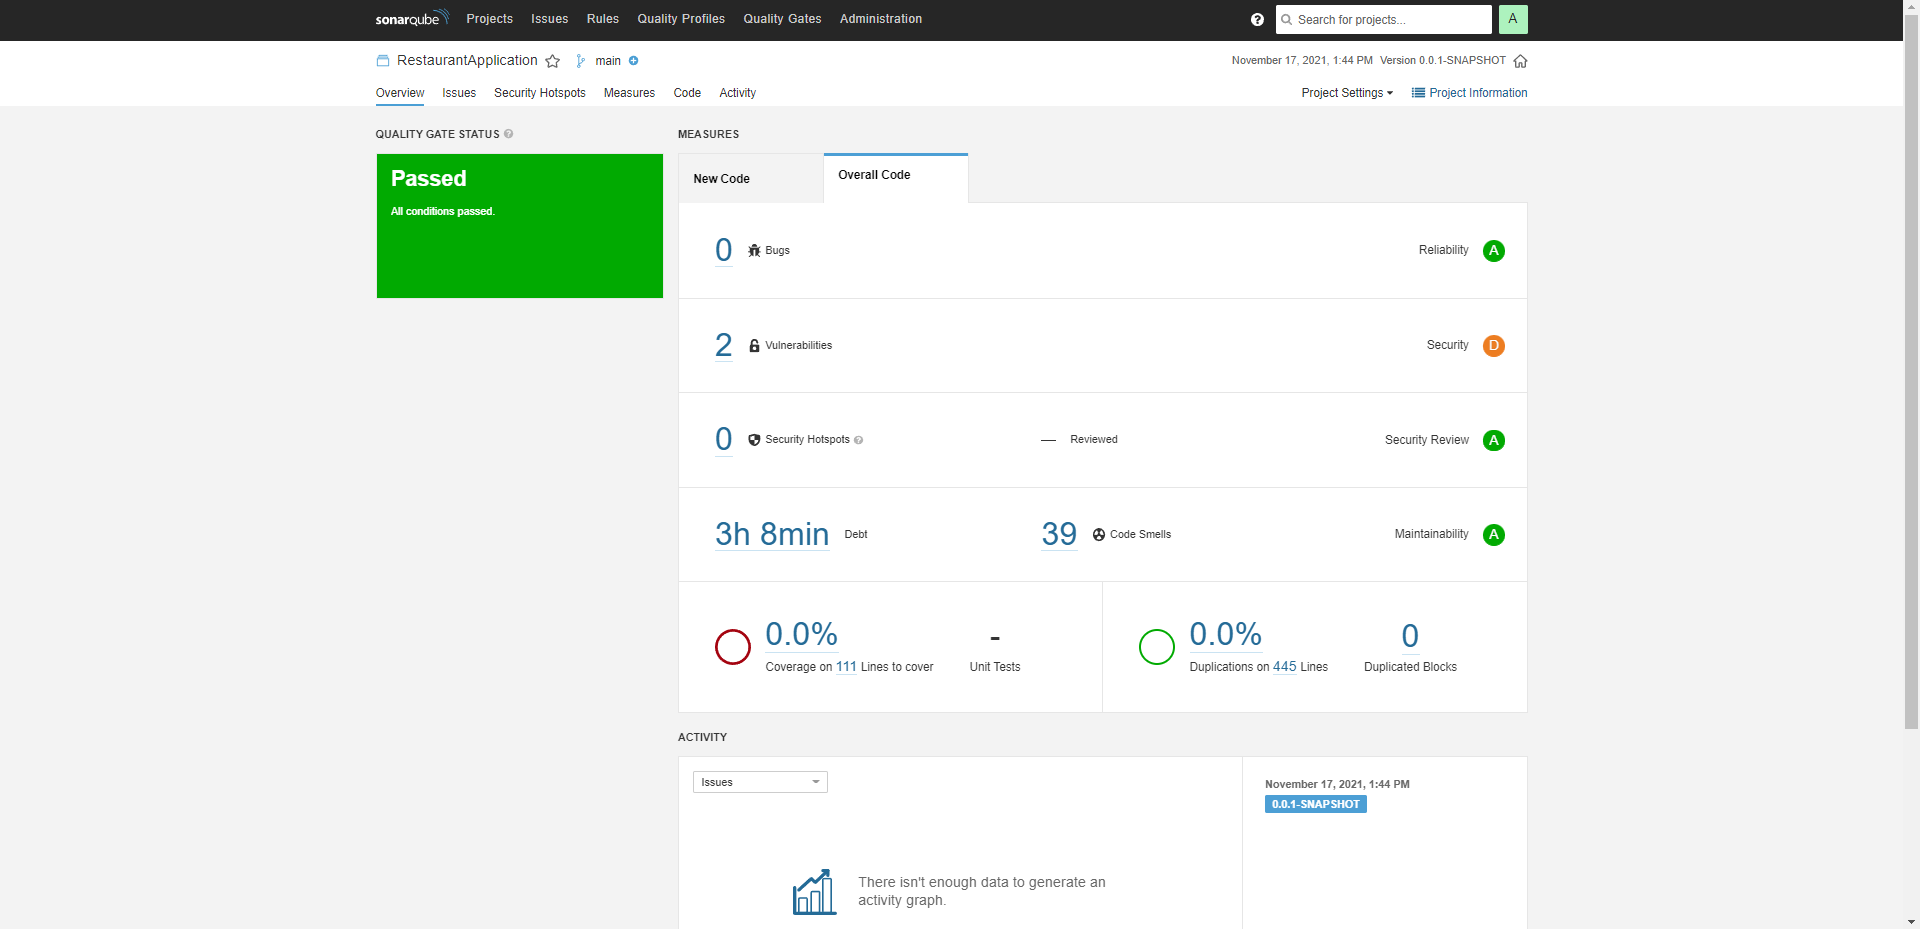 sonarqube Projects Issues Rules Quality Profiles Quality Gates Administration Search for projects... A
RestaurantApplication main November 17, 2021, 1:44 PM Version 0.0.1-SNAPSHOT
Overview Issues Security Hotspots Measures Code Activity Project Settings Project Information
QUALITY GATE STATUS
Passed
All conditions passed.
MEASURES
New Code Overall Code
0 Bugs Reliability A
2 Vulnerabilities Security D
0 Security Hotspots — Reviewed Security Review A
3h 8min Debt 39 Code Smells Maintainability A
0.0% - 0.0% 0
Coverage on 111 Lines to cover Unit Tests Duplications on 445 Lines Duplicated Blocks
ACTIVITY
Issues
November 17, 2021, 1:44 PM
0.0.1-SNAPSHOT
There isn't enough data to generate an
activity graph.